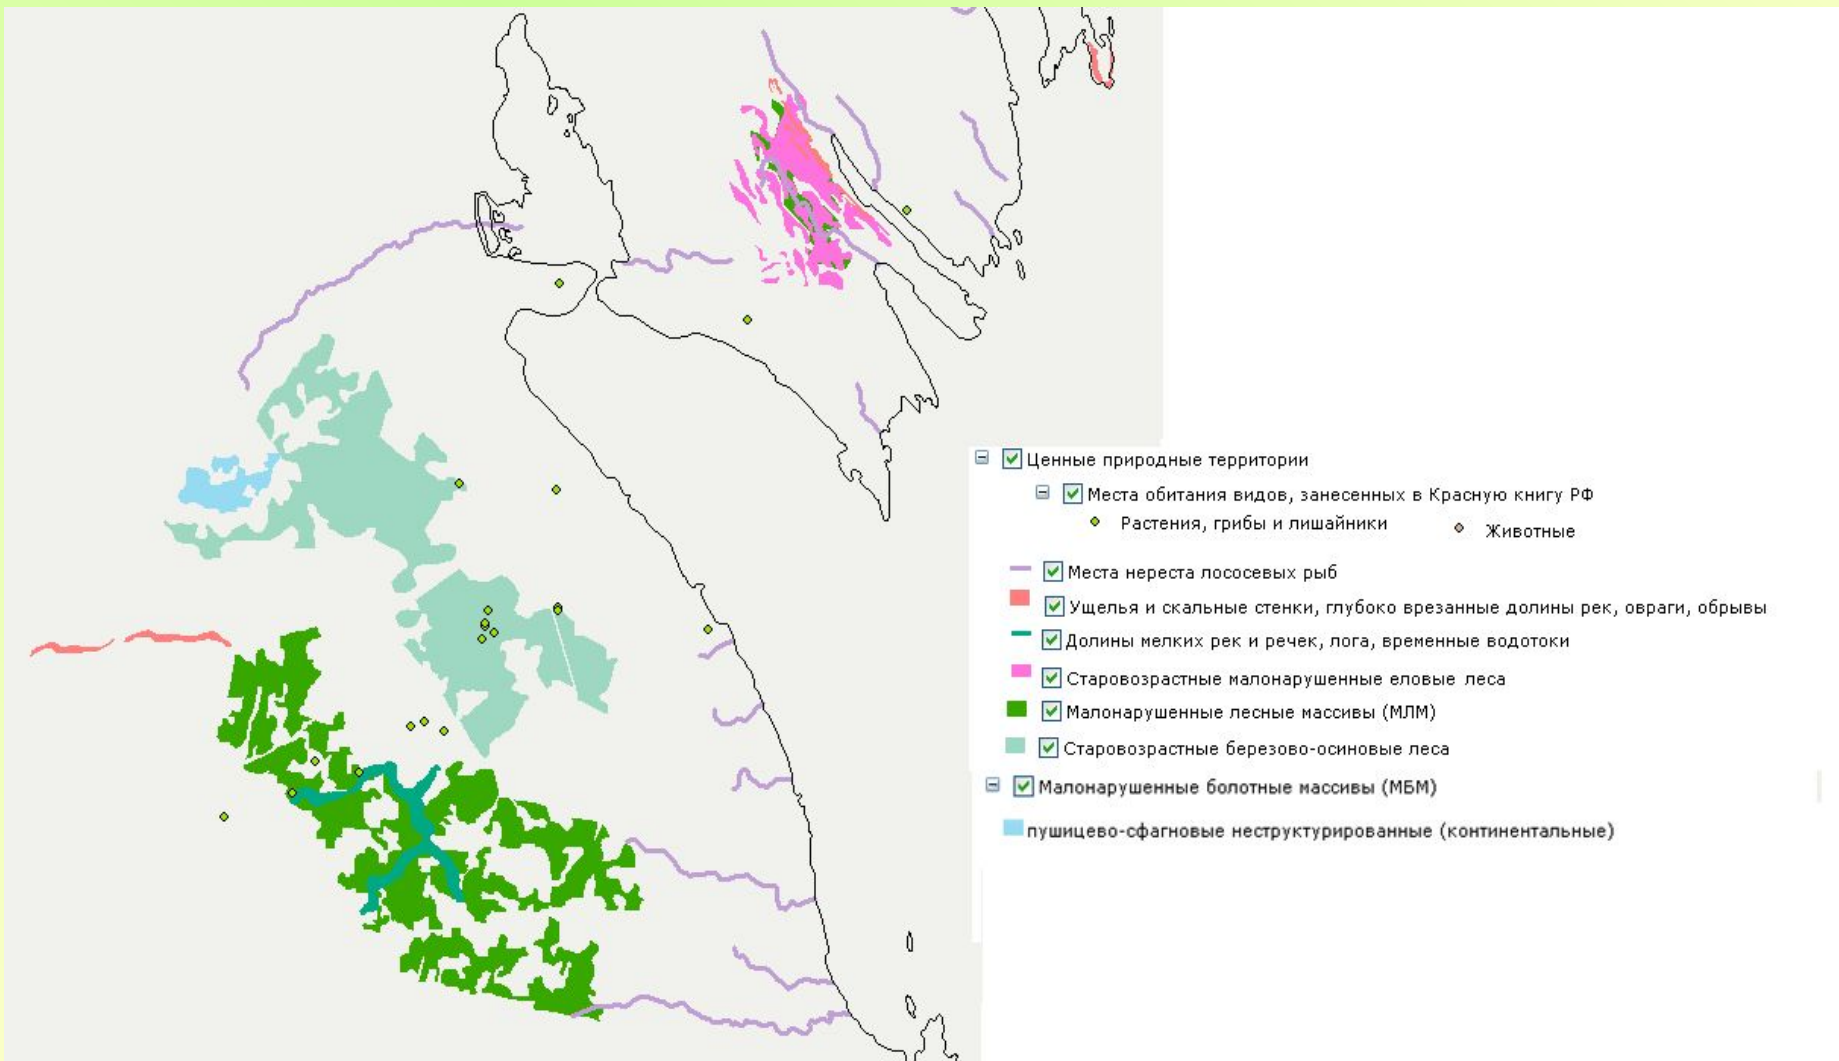 Ценные природные территории
Места обитания видов, занесенных в Красную книгу РФ
Растения, грибы и лишайники Животные
Места нереста лососевых рыб
Ущелья и скальные стенки, глубоко врезанные долины рек, овраги, обрывы
Долины мелких рек и речек, лога, временные водотоки
Старовозрастные малонарушенные еловые леса
Малонарушенные лесные массивы (МЛМ)
Старовозрастные березово-осиновые леса
Малонарушенные болотные массивы (МБМ)
пушицево-сфагновые неструктурированные (континентальные)